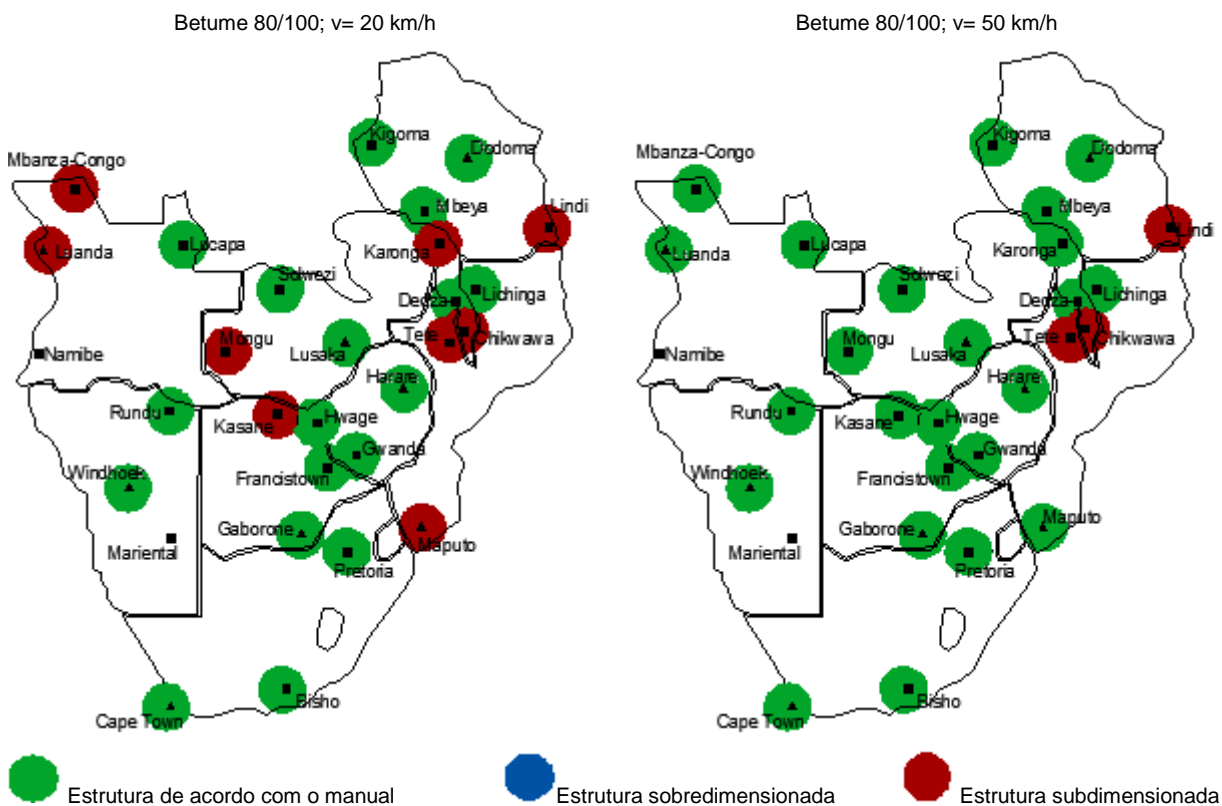 Betume 80/100; v= 20 km/h
Kigoma
Dodoma
Mbanza-Congo
Mbeya
Lindi
Luanda
Lucapa
Karonga
Solwezi
Lichinga
Dedza
Tete
Chikwawa
Mongu
Lusaka
Namibe
Harare
Rundu
Kasane
Hwage
Gwanda
Windhoek
Francistown
Gaborone
Maputo
Mariental
Pretoria
Bisho
Cape Town
Betume 80/100; v= 50 km/h
Kigoma
Dodoma
Mbanza-Congo
Mbeya
Lindi
Luanda
Lucapa
Karonga
Solwezi
Lichinga
Dedza
Tete
Chikwawa
Mongu
Lusaka
Namibe
Harare
Rundu
Kasane
Hwage
Gwanda
Windhoek
Francistown
Gaborone
Maputo
Mariental
Pretoria
Bisho
Cape Town
Estrutura de acordo com o manual
Estrutura sobredimensionada
Estrutura subdimensionada